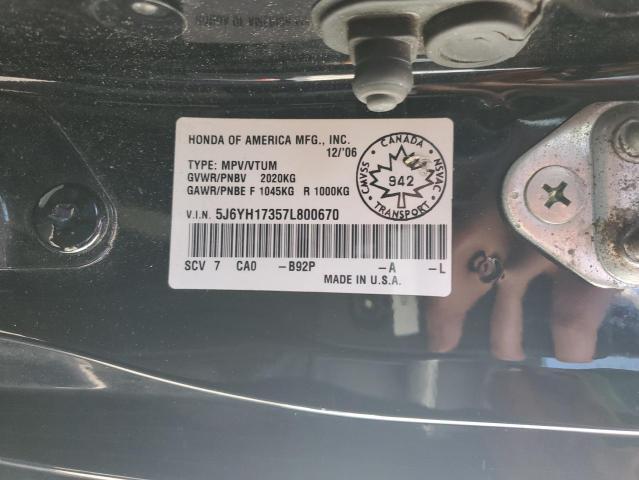 HONDA OF AMERICA MFG., INC.
12/'06
TYPE: MPV/VTUM
GVWR/PNBV 2020KG
GAWR/PNBE F 1045KG R 1000KG
V.I.N. 5J6YH17357L800670
SCV 7 CA0 –B92P –A –L
MADE IN U.S.A.
CANADA
CMVSS
942
NSVAC
TRANSPORT